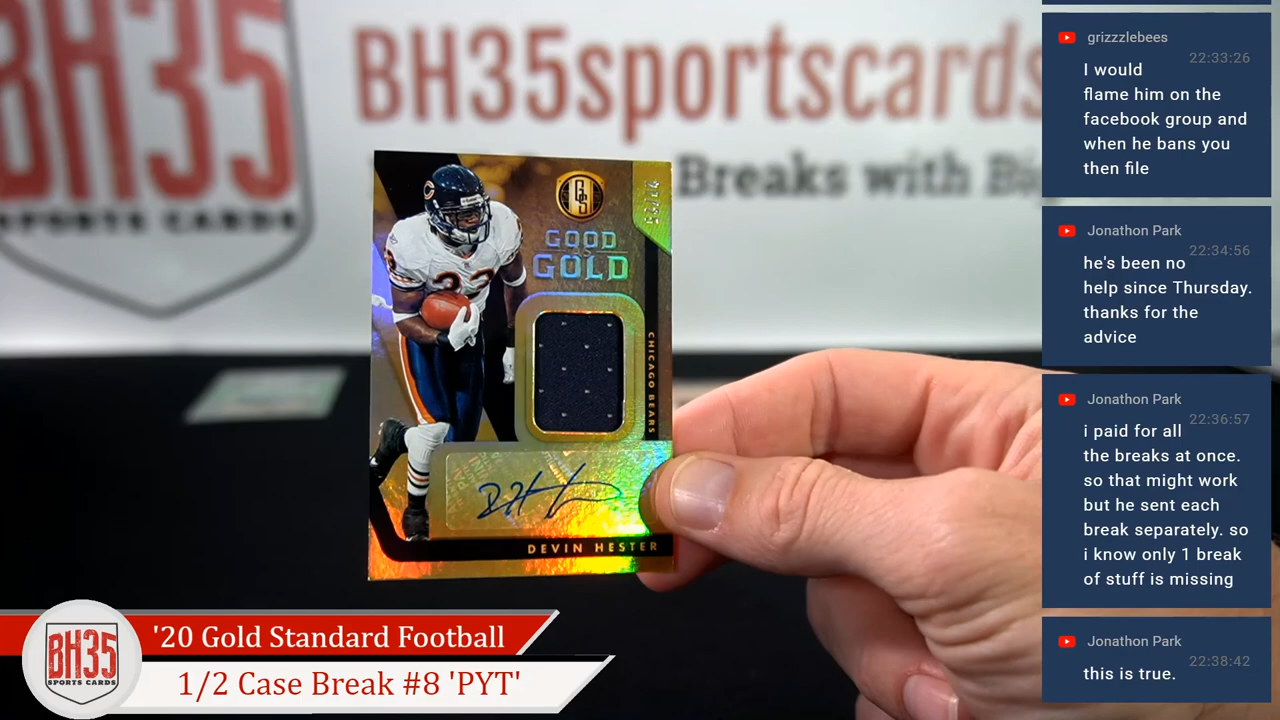 BH35
SPORTS CARDS
BH35sportscards
Breaks with
GS
GOOD
AS
GOLD
CHICAGO BEARS
DEVIN HESTER
'20 Gold Standard Football
1/2 Case Break #8 'PYT'
BH35
SPORTS CARDS
grizzzlebees
22:33:26
I would
flame him on the
facebook group and
when he bans you
then file
Jonathon Park
22:34:56
he's been no
help since Thursday.
thanks for the
advice
Jonathon Park
22:36:57
i paid for all
the breaks at once.
so that might work
but he sent each
break separately. so
i know only 1 break
of stuff is missing
Jonathon Park
22:38:42
this is true.